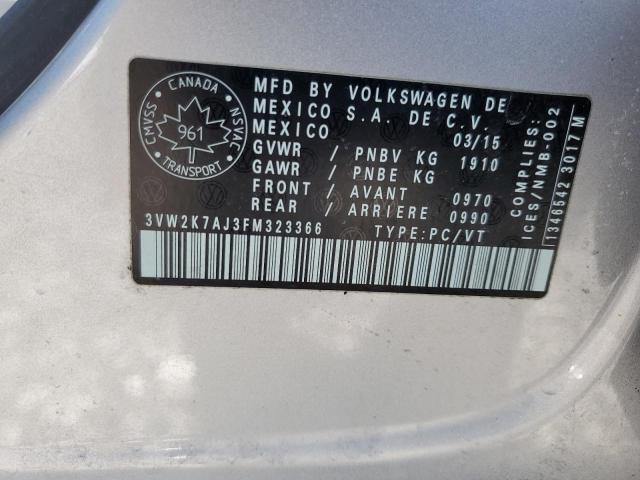 CANADA
CMVSS
NSVAC
961
TRANSPORT
MFD BY VOLKSWAGEN DE
MEXICO S.A. DE C.V.
MEXICO 03/15
GVWR / PNBV KG 1910
GAWR / PNBE KG
FRONT / AVANT 0970
REAR / ARRIERE 0990
3VW2K7AJ3FM323366 TYPE:PC/VT
COMPLIES:
ICES/NMB-002
1346542 3017M